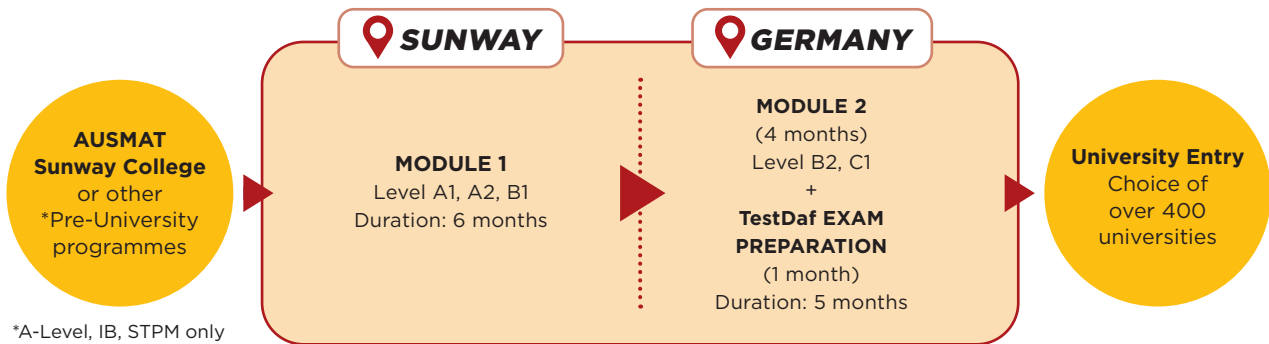 SUNWAY
GERMANY
AUSMAT
Sunway College
or other
*Pre-University
programmes
*A-Level, IB, STPM only
MODULE 1
Level A1, A2, B1
Duration: 6 months
MODULE 2
(4 months)
Level B2, C1
+
TestDaf EXAM
PREPARATION
(1 month)
Duration: 5 months
University Entry
Choice of
over 400
universities